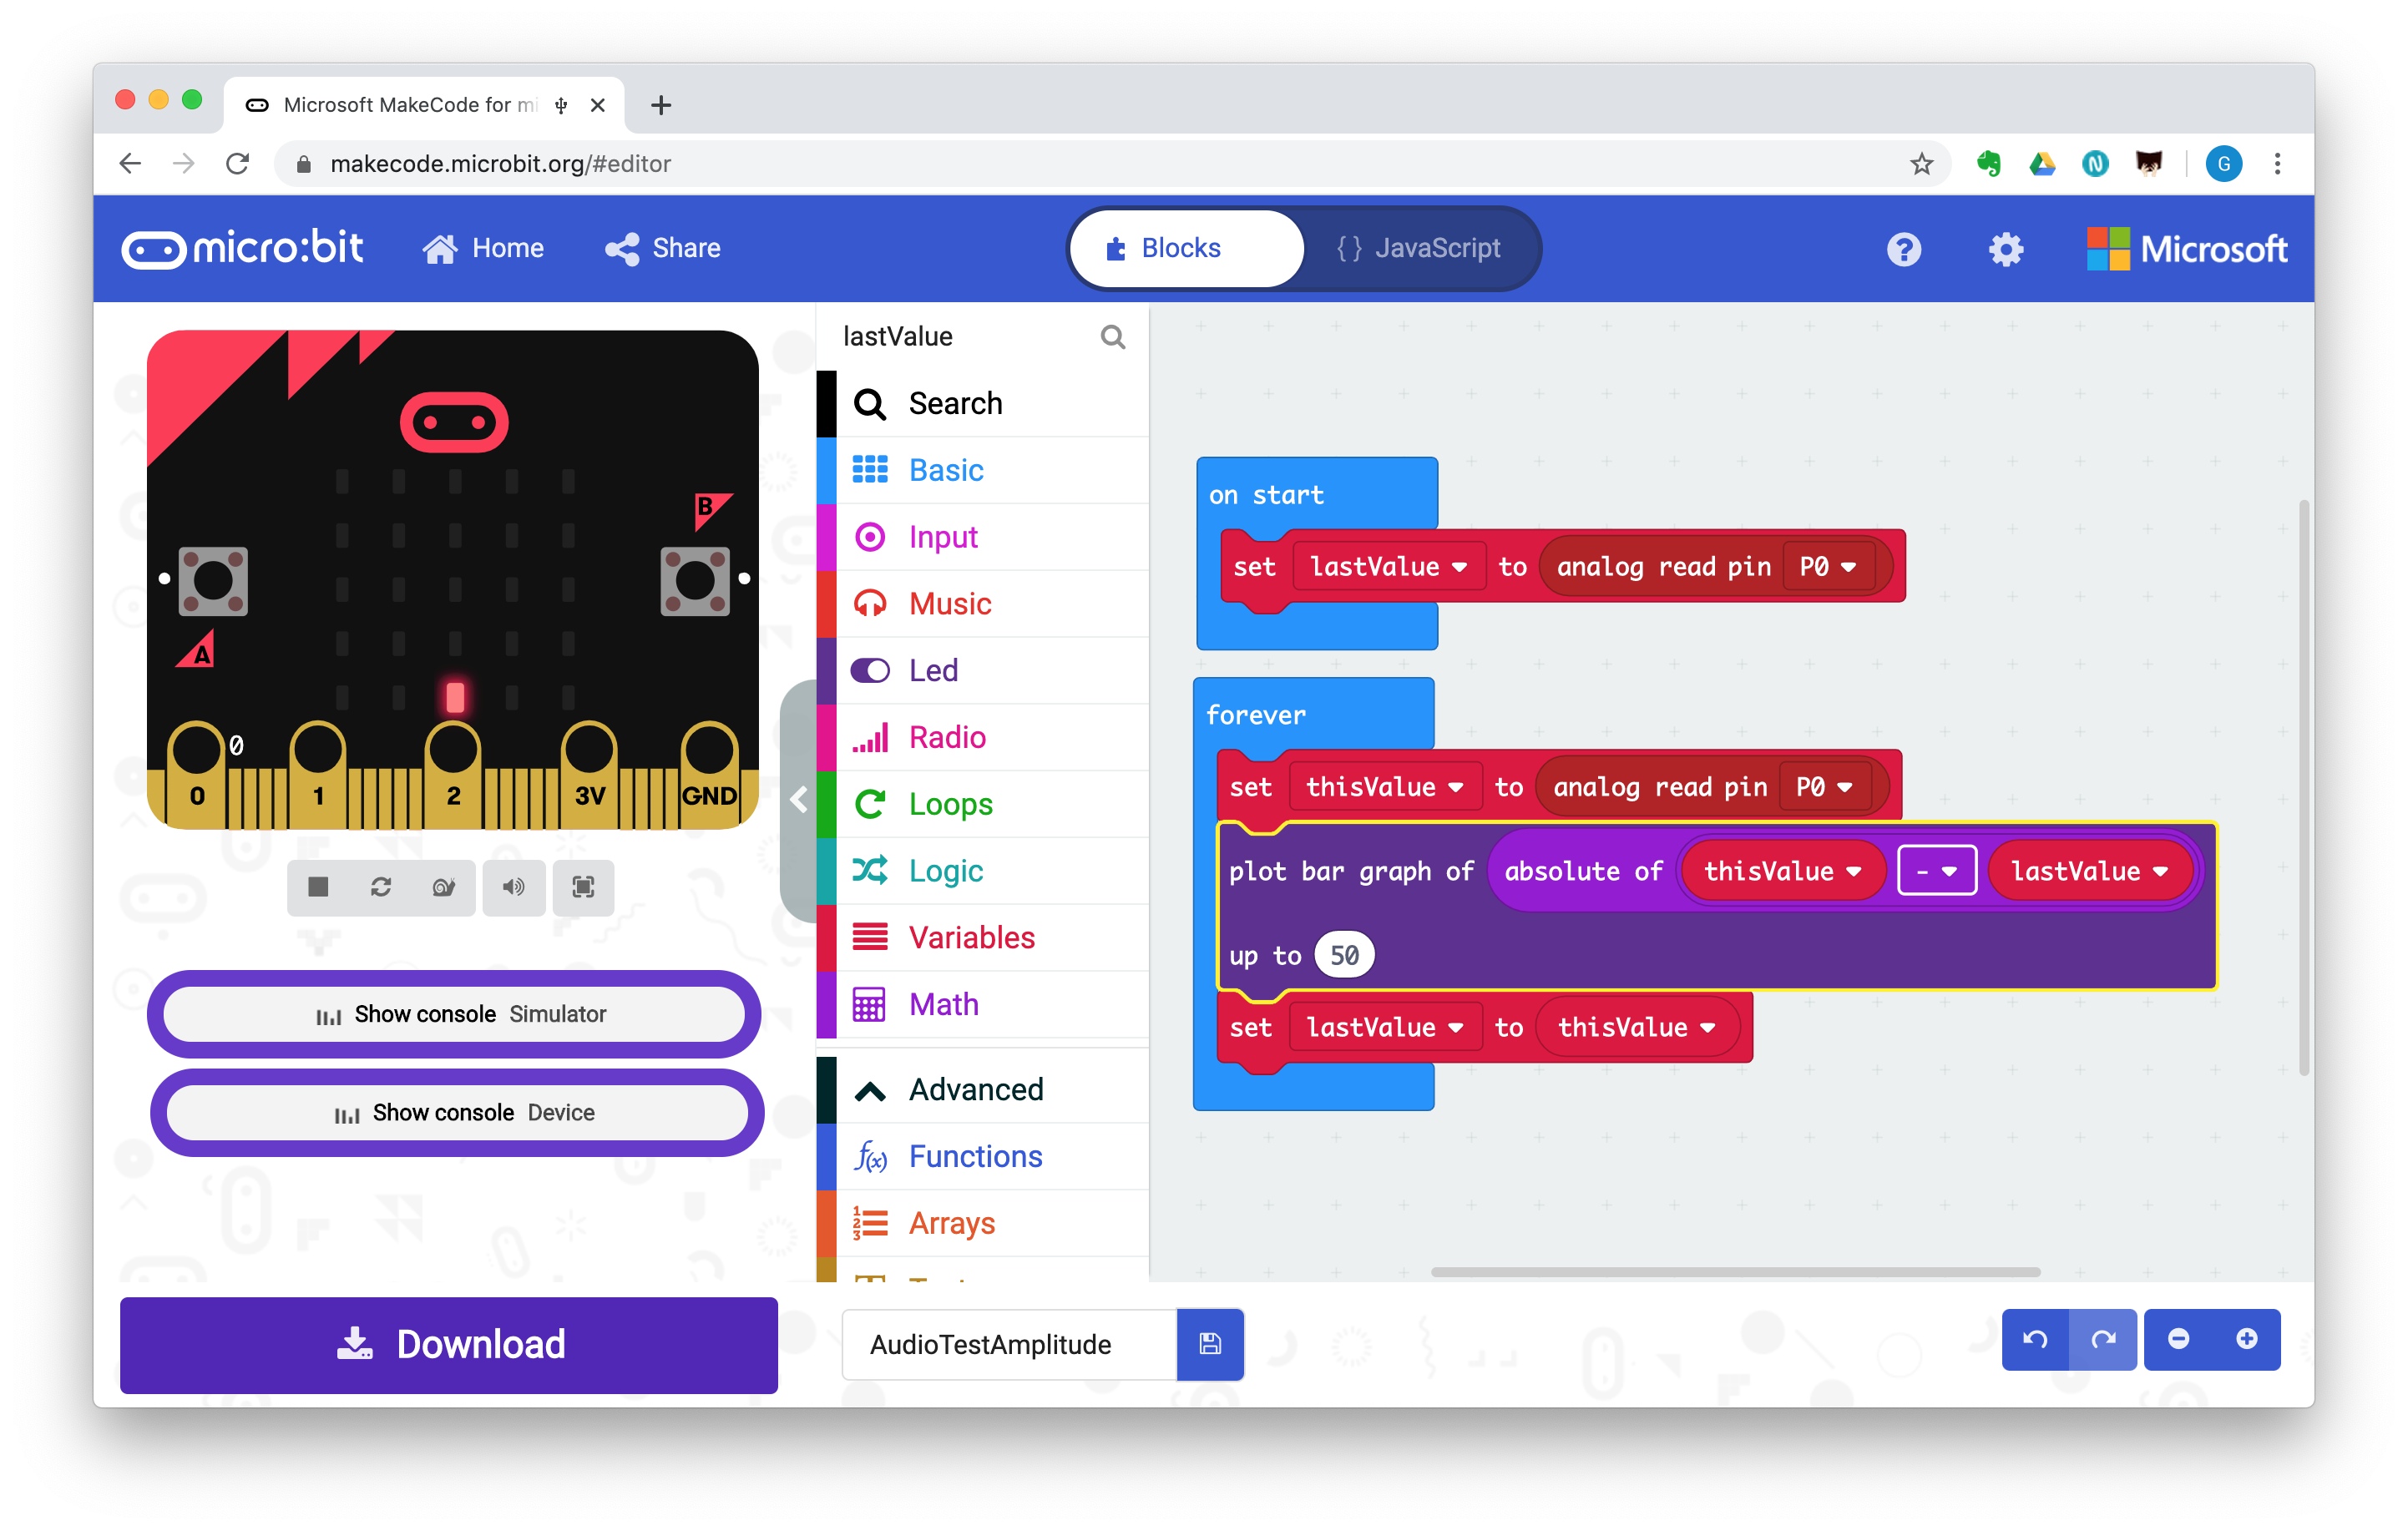 Microsoft MakeCode for mi
makecode.microbit.org/#editor
G
micro:bit
Home
Share
Blocks
{ } JavaScript
?
Microsoft
lastValue
Search
Basic
Input
Music
Led
Radio
Loops
Logic
Variables
Math
Advanced
f(x) Functions
Arrays
B
A
0
0
1
2
3V
GND
Show console Simulator
Show console Device
on start
set lastValue to analog read pin P0
forever
set thisValue to analog read pin P0
plot bar graph of absolute of thisValue - lastValue
up to 50
set lastValue to thisValue
Download
AudioTestAmplitude